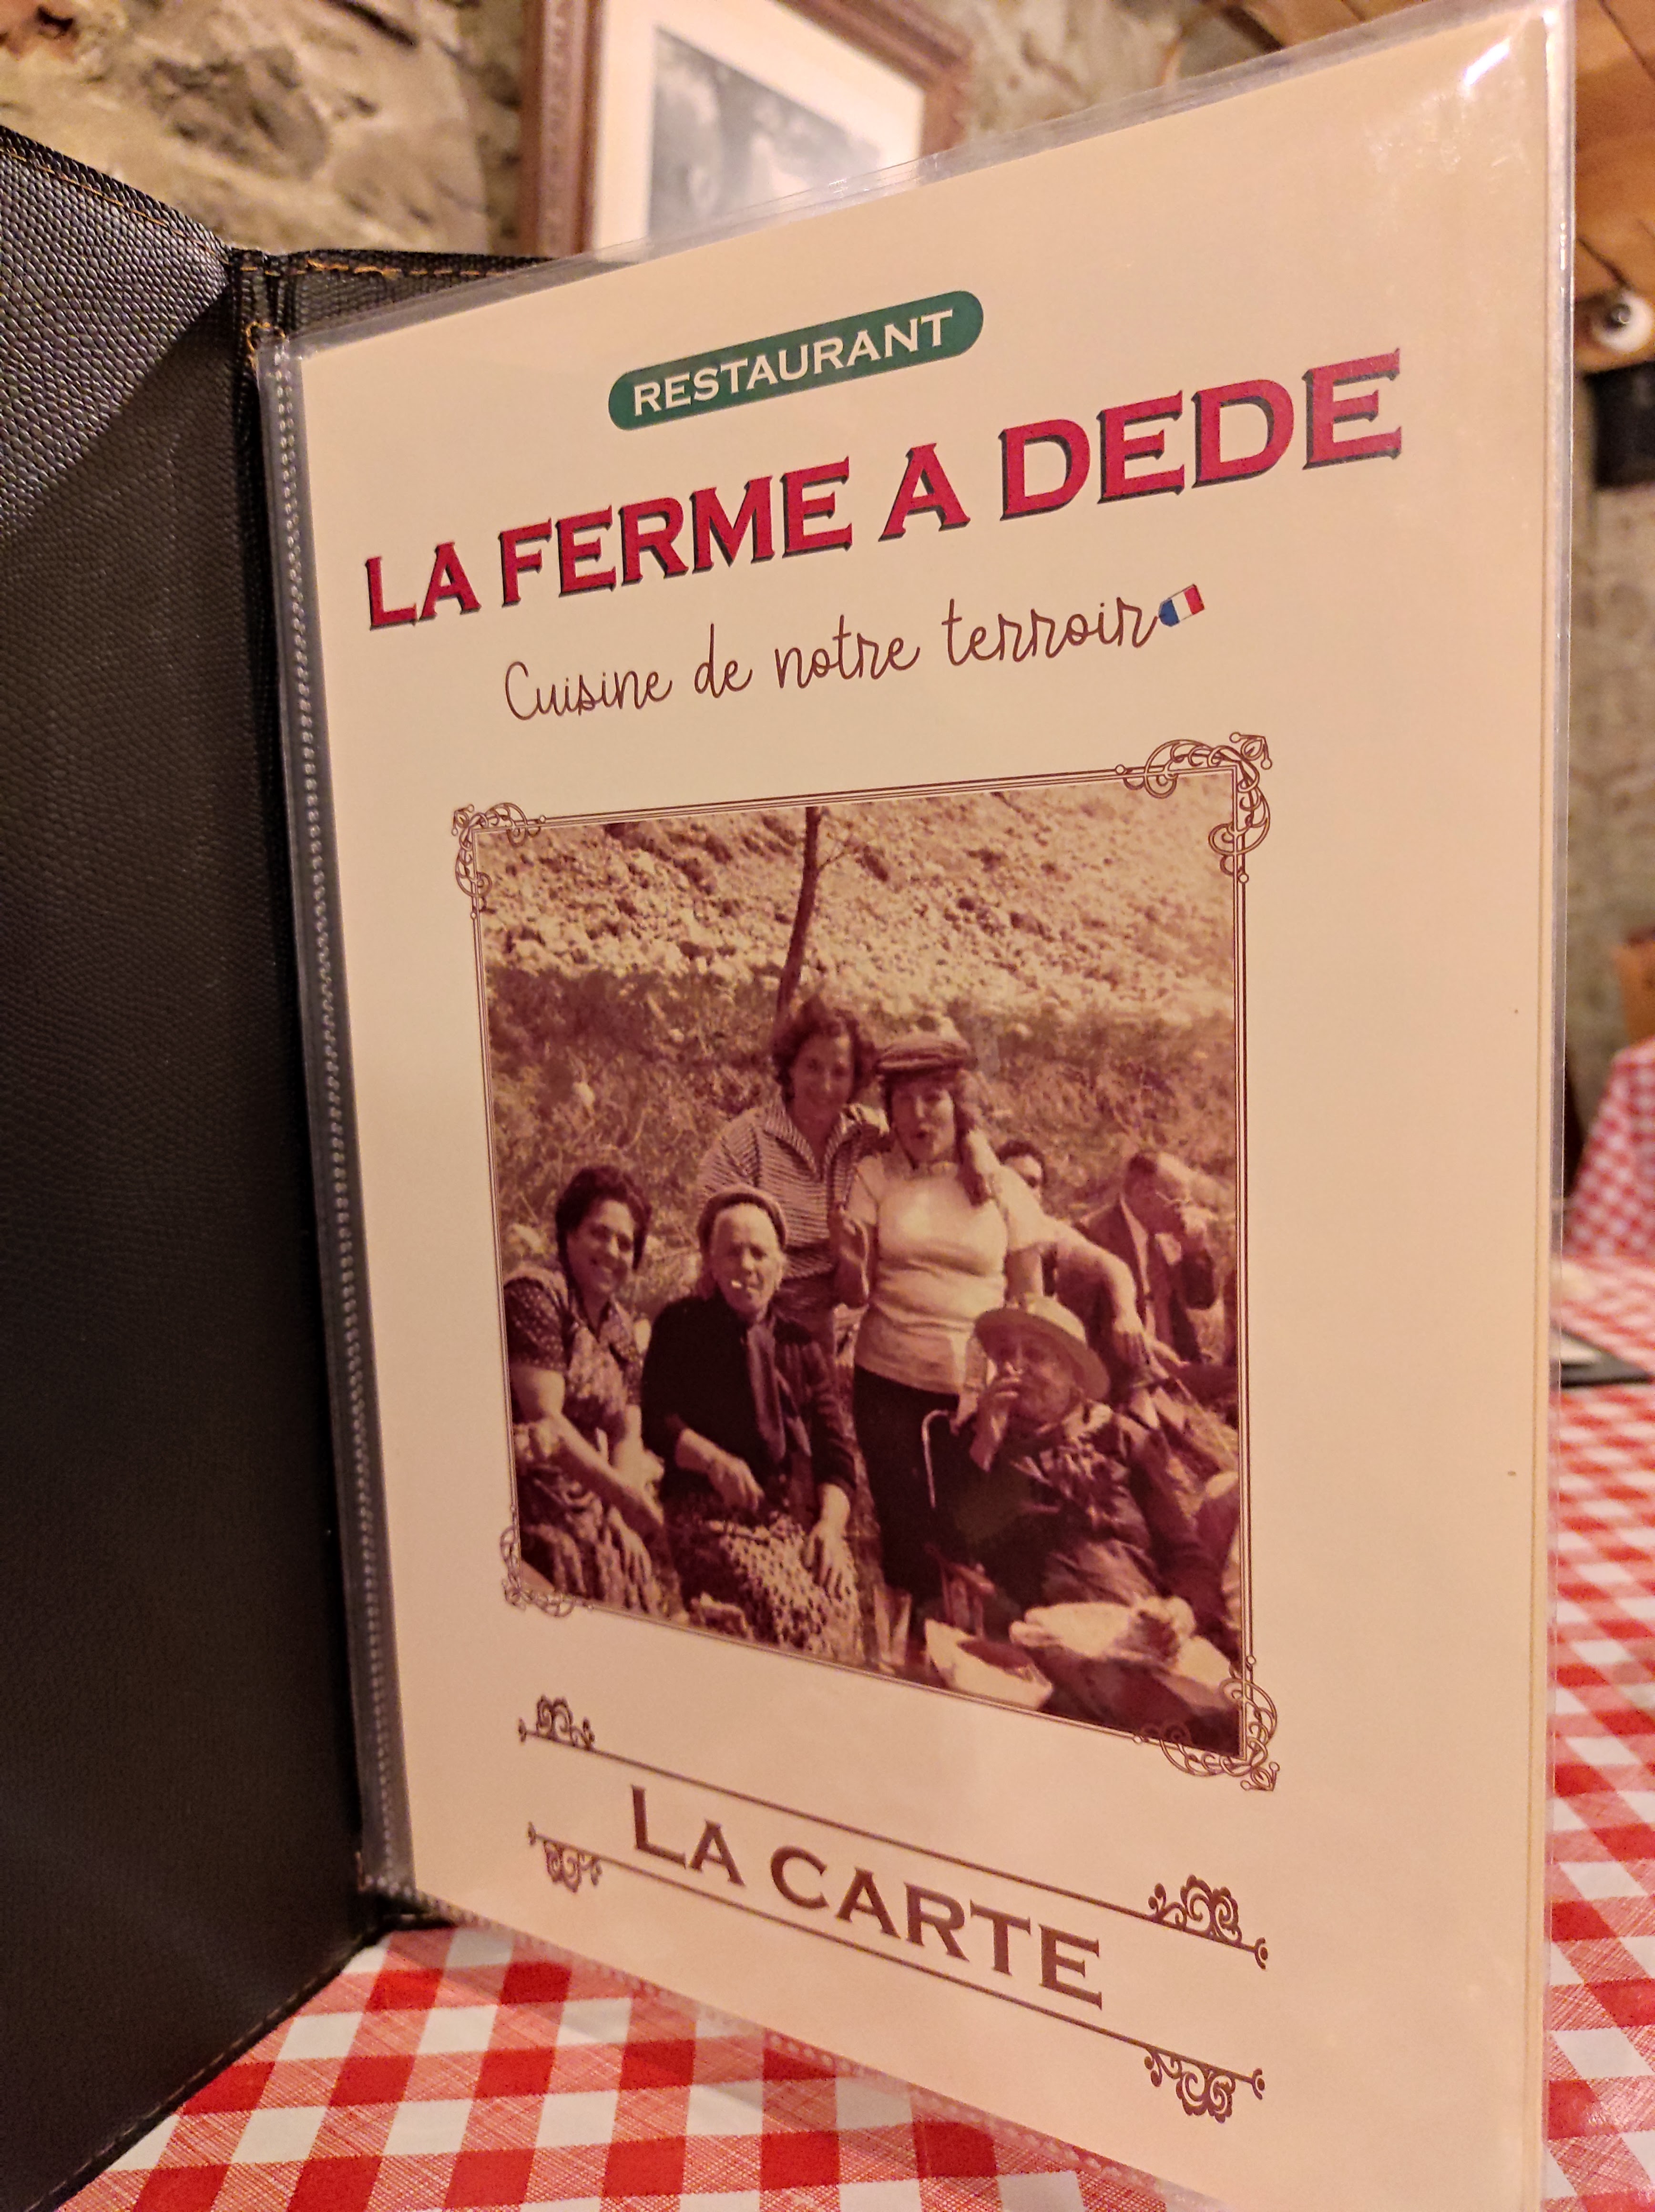 RESTAURANT
LA FERME A DEDE
Cuisine de notre terroir
LA CARTE